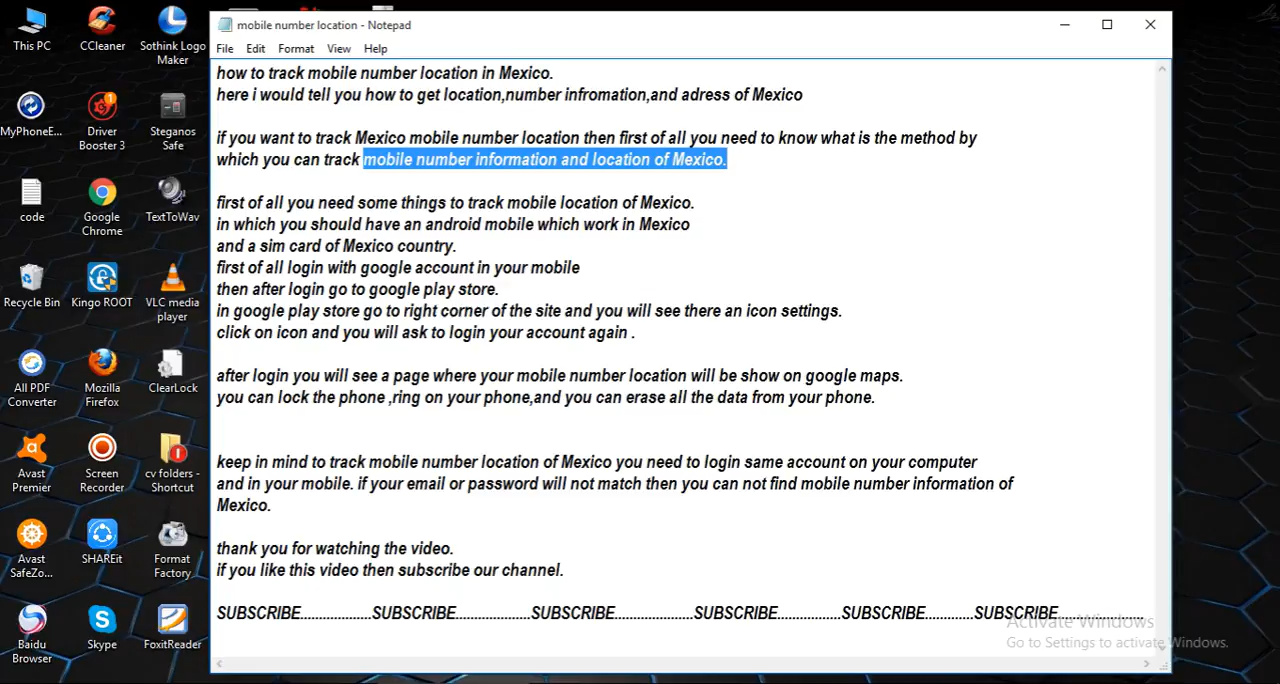 This PC
CCleaner
Sothink Logo
Maker
MyPhoneE...
Driver
Booster 3
Steganos
Safe
code
Google
Chrome
TextToWav
Recycle Bin
Kingo ROOT
VLC media
player
All PDF
Converter
Mozilla
Firefox
ClearLock
Avast
Premier
Screen
Recorder
cv folders -
Shortcut
Avast
SafeZo...
SHAREit
Format
Factory
Baidu
Browser
Skype
FoxitReader
mobile number location - Notepad
File Edit Format View Help
how to track mobile number location in Mexico.
here i would tell you how to get location,number infromation,and adress of Mexico
if you want to track Mexico mobile number location then first of all you need to know what is the method by
which you can track mobile number information and location of Mexico.
first of all you need some things to track mobile location of Mexico.
in which you should have an android mobile which work in Mexico
and a sim card of Mexico country.
first of all login with google account in your mobile
then after login go to google play store.
in google play store go to right corner of the site and you will see there an icon settings.
click on icon and you will ask to login your account again .
after login you will see a page where your mobile number location will be show on google maps.
you can lock the phone ,ring on your phone,and you can erase all the data from your phone.
keep in mind to track mobile number location of Mexico you need to login same account on your computer
and in your mobile. if your email or password will not match then you can not find mobile number information of
Mexico.
thank you for watching the video.
if you like this video then subscribe our channel.
SUBSCRIBE...................SUBSCRIBE....................SUBSCRIBE.....................SUBSCRIBE.................SUBSCRIBE.............SUBSCRIBE.......................
Activate Windows
Go to Settings to activate Windows.